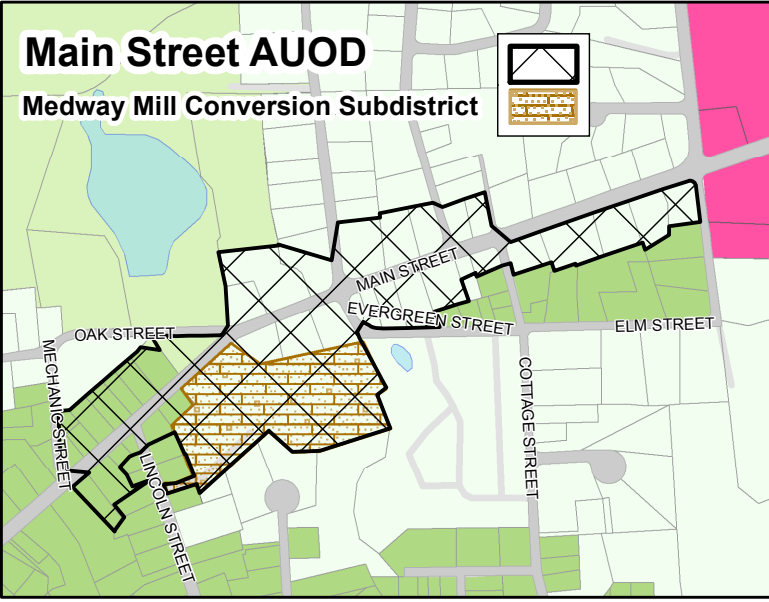 Main Street AUOD
Medway Mill Conversion Subdistrict
MAIN STREET
EVERGREEN STREET
ELM STREET
OAK STREET
MECHANIC STREET
COTTAGE STREET
LINCOLN STREET